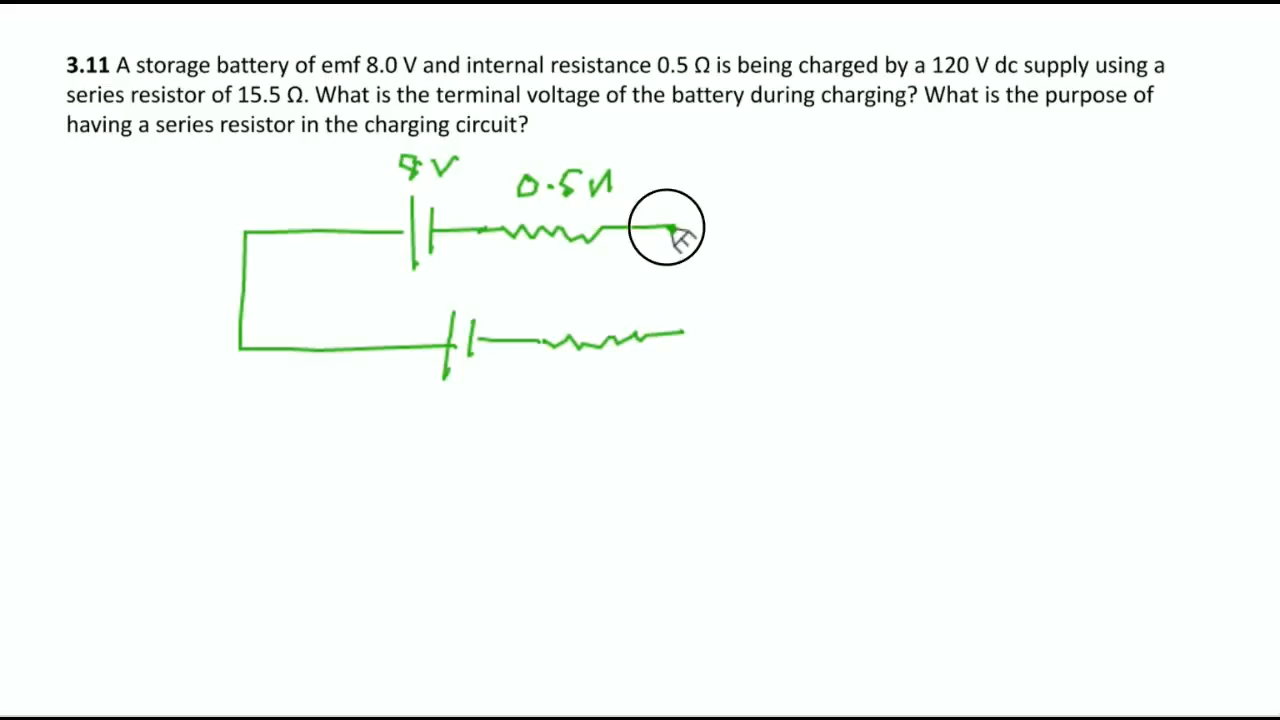 3.11 A storage battery of emf 8.0 V and internal resistance 0.5 Ω is being charged by a 120 V dc supply using a
series resistor of 15.5 Ω. What is the terminal voltage of the battery during charging? What is the purpose of
having a series resistor in the charging circuit?
8 V
0.5Ω